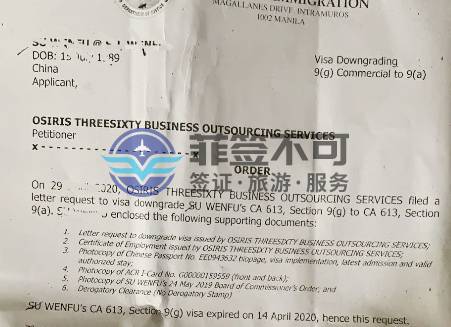 MAGALLANES DRIVE INTRAMUROS
1002 MANILA
DOB:
China
Applicant,
Visa Downgrading
9(g) Commercial to 9(a)
OSIRIS THREESIXTY BUSINESS OUTSOURCING SERVICES
Petitioner
x - - - - - - - - - - - - - - - - - - - - - - - x
菲签不可
签证·旅游·服务
ORDER
On 29 2020, OSIRIS THREESIXTY BUSINESS OUTSOURCING SERVICES filed a
letter request to visa downgrade SU WENFU's CA 613, Section 9(g) to CA 613, Section
9(a). enclosed the following supporting documents:
1. Letter request to downgrade visa issued by OSIRIS THREESIXTY BUSINESS OUTSOURCING SERVICES;
2. Certificate of Employment issued by OSIRIS THREESIXTY BUSINESS OUTSOURCING SERVICES;
3. Photocopy of Chinese Passport No. biopage, visa implementation, latest admission and valid
authorized stay;
4. Photocopy of ACR I-Card No. (front and back);
5. Photocopy of SU WENFU's 24 May 2019 Board of Commissioner's Order; and
6. Derogatory Clearance (No Derogatory Stamp)
SU WENFU's CA 613, Section 9(g) visa expired on 14 April 2020, hence this request.